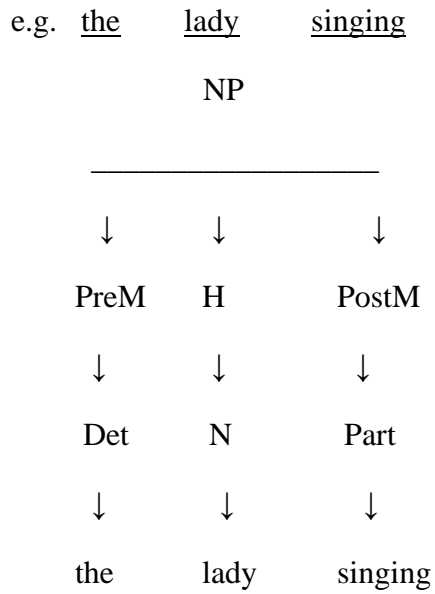 e.g. the lady singing
NP
↓ ↓ ↓
PreM H PostM
↓ ↓ ↓
Det N Part
↓ ↓ ↓
the lady singing